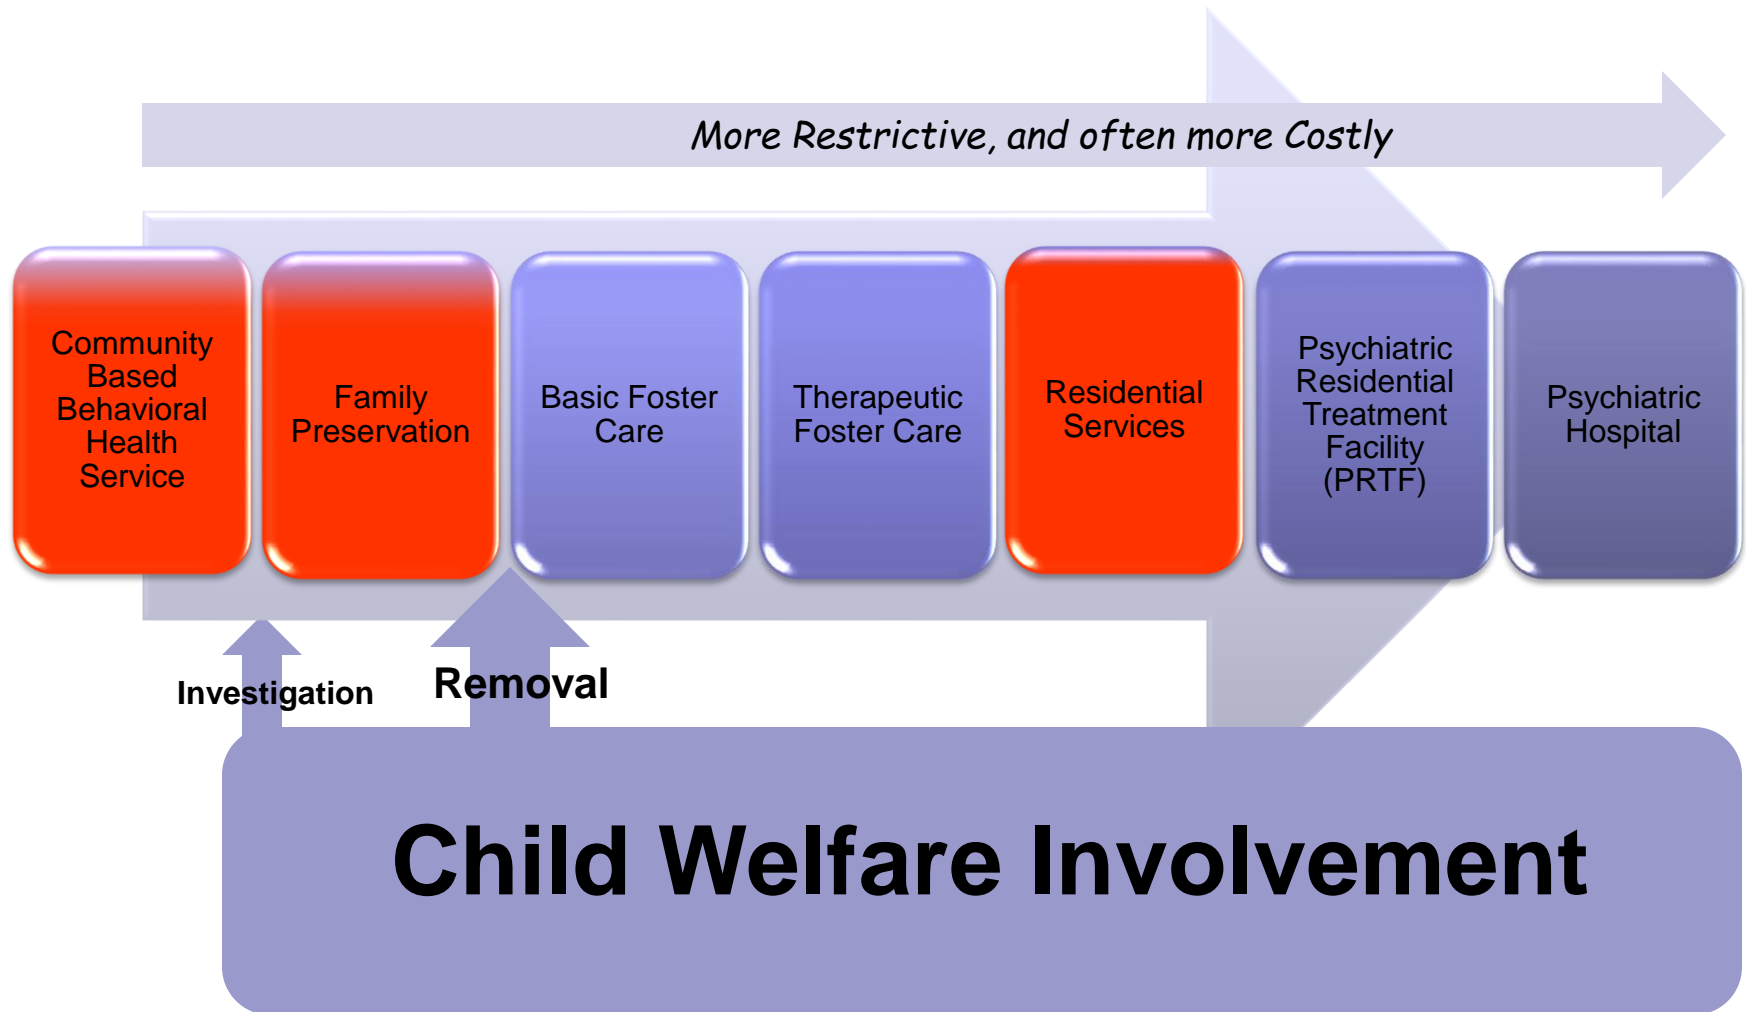 More Restrictive, and often more Costly
Community
Based
Behavioral
Health
Service
Family
Preservation
Basic Foster
Care
Therapeutic
Foster Care
Residential
Services
Psychiatric
Residential
Treatment
Facility
(PRTF)
Psychiatric
Hospital
Investigation
Removal
Child Welfare Involvement